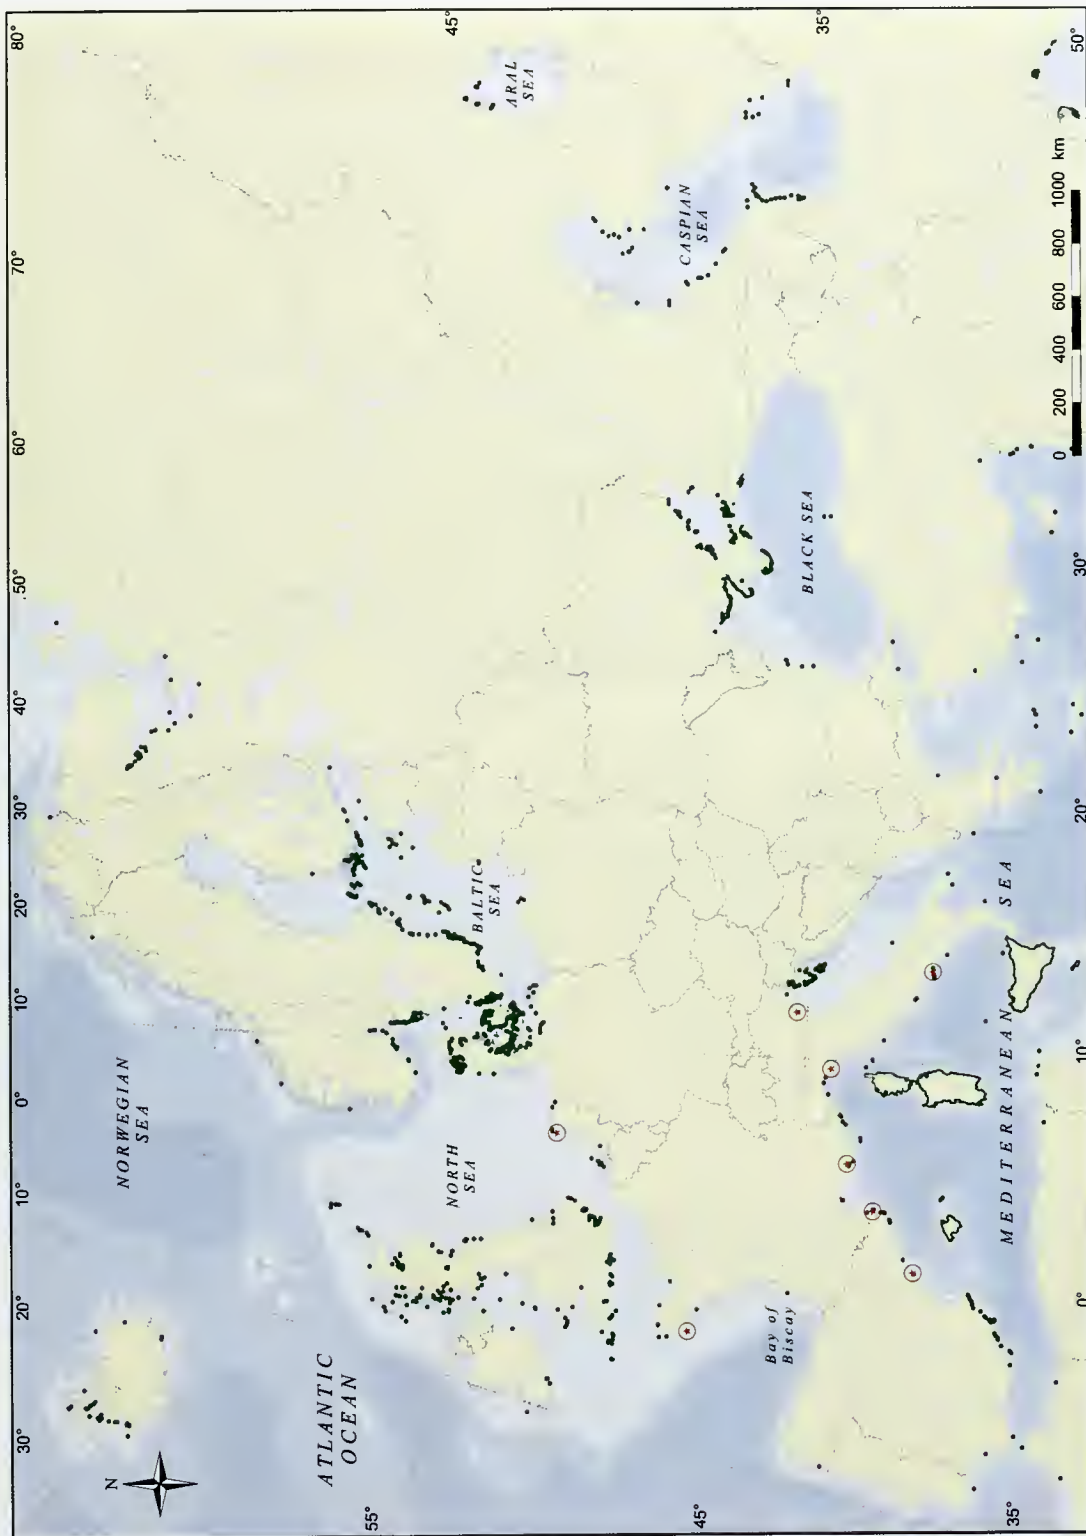 30°
20°
10°
0°
10°
20°
30°
40°
50°
60°
70°
80°
N
NORWEGIAN
SEA
ATLANTIC
OCEAN
55°
NORTH
SEA
BALTIC
SEA
45°
ARAL
SEA
CASPIAN
SEA
45°
Bay of
Biscay
BLACK SEA
35°
MEDITERRANEAN SEA
35°
0°
10°
20°
30°
50°
0 200 400 600 800 1000 km